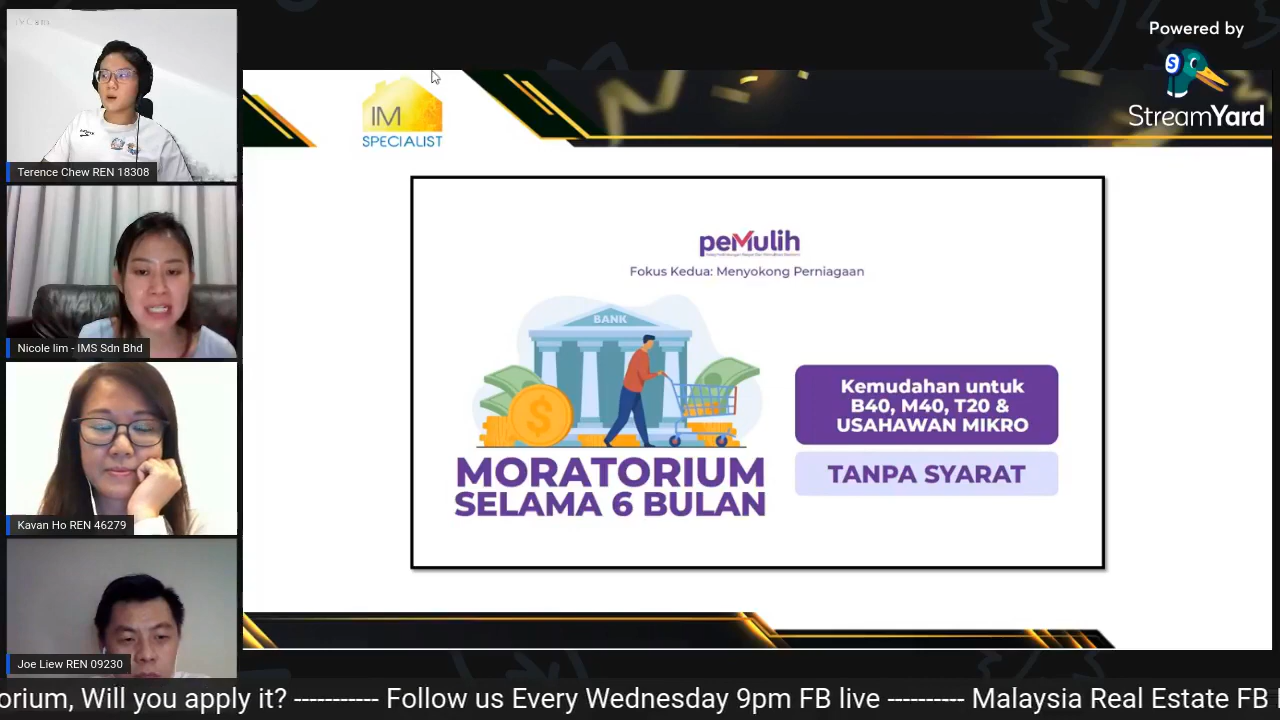 Terence Chew REN 18308
Nicole lim - IMS Sdn Bhd
Kavan Ho REN 46279
Joe Liew REN 09230
Powered by
StreamYard
IM
SPECIALIST
peMulih
Fokus Kedua: Menyokong Perniagaan
BANK
MORATORIUM
SELAMA 6 BULAN
Kemudahan untuk
B40, M40, T20 &
USAHAWAN MIKRO
TANPA SYARAT
orium, Will you apply it? ----------- Follow us Every Wednesday 9pm FB live ---------- Malaysia Real Estate FB